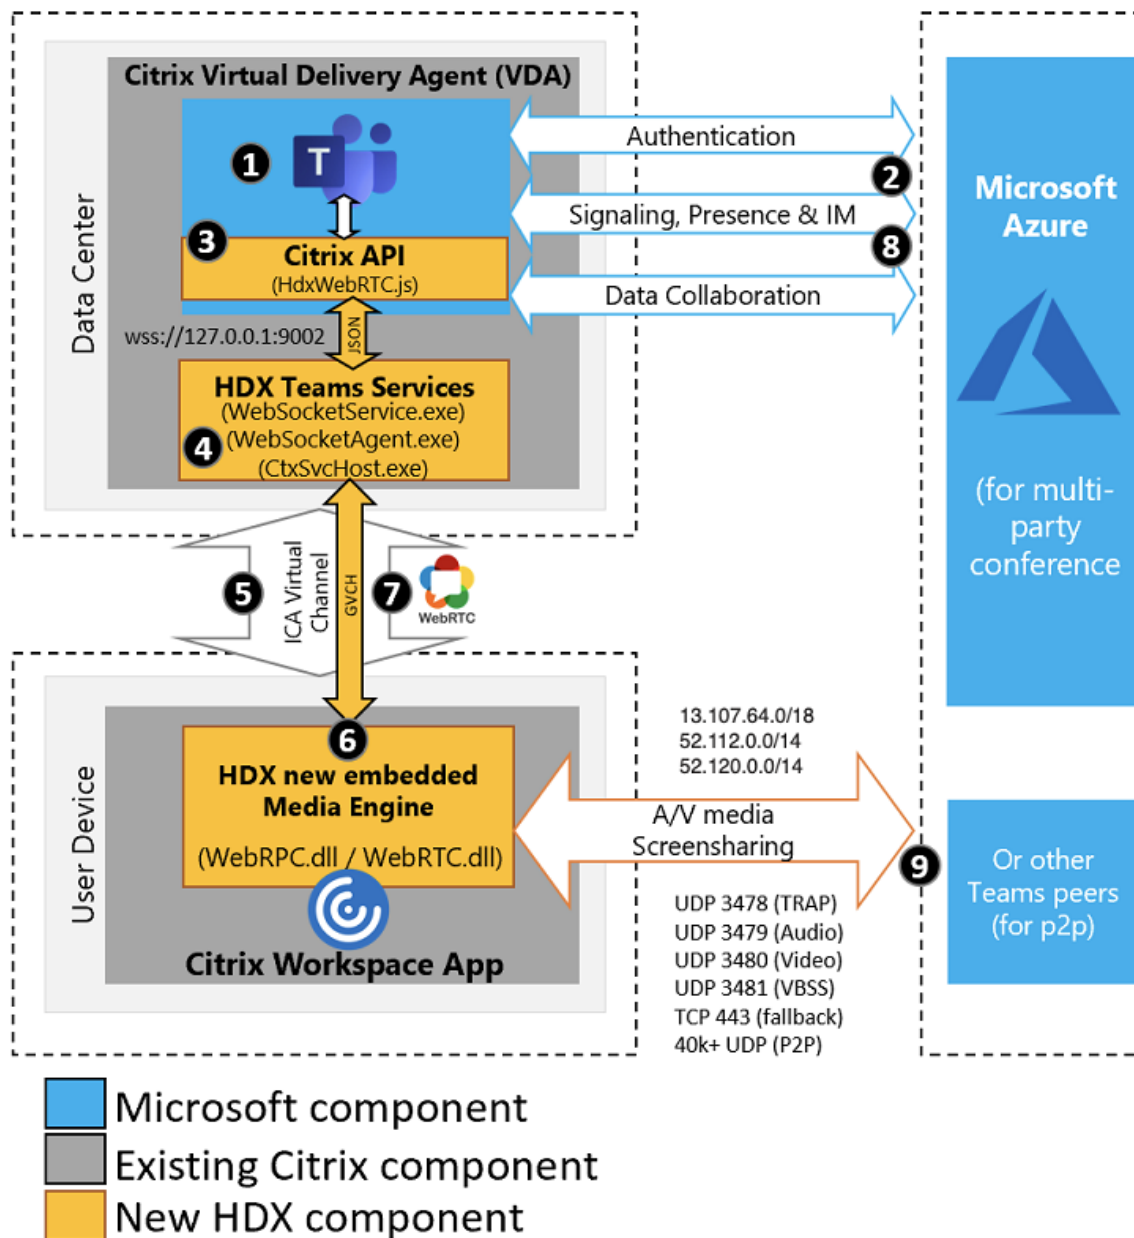 Citrix Virtual Delivery Agent (VDA)
T
1
Authentication
2
Signaling, Presence & IM
8
Data Collaboration
3
Citrix API
(HdxWebRTC.js)
wss://127.0.0.1:9002
JSON
HDX Teams Services
(WebSocketService.exe)
(WebSocketAgent.exe)
(CtxSvcHost.exe)
4
Data Center
Microsoft
Azure
(for multi-
party
conference
5
ICA Virtual
Channel
GVCH
7
WebRTC
6
HDX new embedded
Media Engine
(WebRPC.dll / WebRTC.dll)
Citrix Workspace App
User Device
13.107.64.0/18
52.112.0.0/14
52.120.0.0/14
A/V media
Screensharing
9
UDP 3478 (TRAP)
UDP 3479 (Audio)
UDP 3480 (Video)
UDP 3481 (VBSS)
TCP 443 (fallback)
40k+ UDP (P2P)
Or other
Teams peers
(for p2p)
Microsoft component
Existing Citrix component
New HDX component